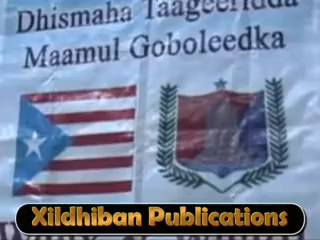 Dhismaha Taageeridda
Maamul Goboleedka
Xildhiban Publications